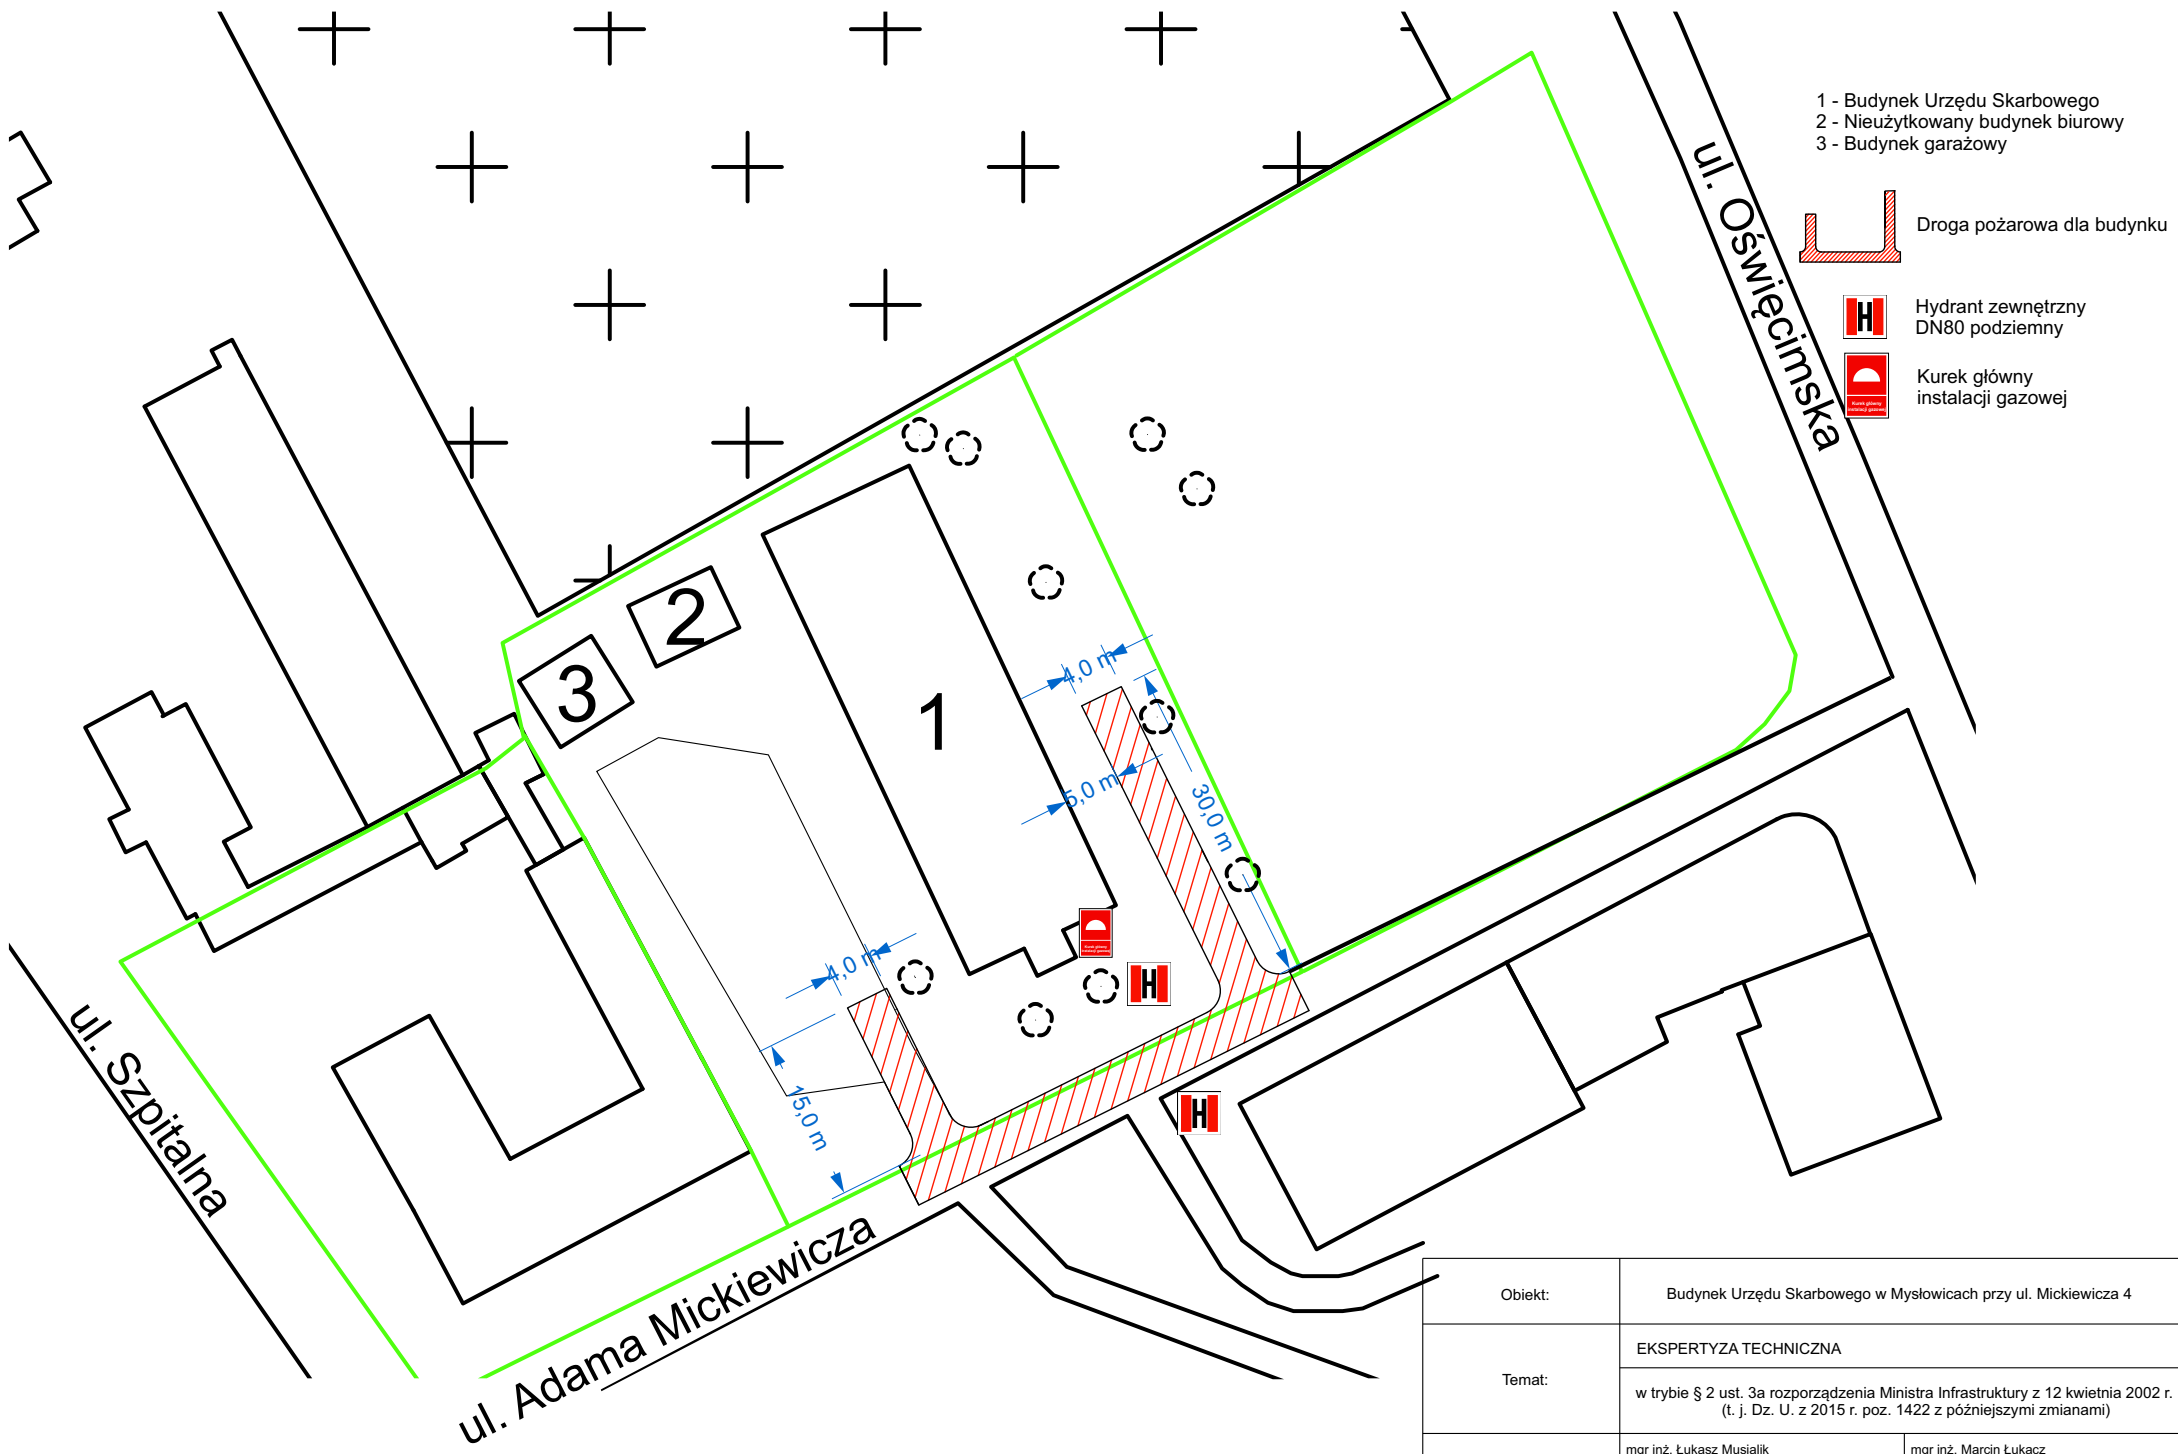 1 - Budynek Urzędu Skarbowego
2 - Nieużytkowany budynek biurowy
3 - Budynek garażowy
Droga pożarowa dla budynku
H
Hydrant zewnętrzny
DN80 podziemny
Kurek główny
instalacji gazowej
Kurek główny
instalacji gazowej
ul. Oświęcimska
2
3
1
4,0 m
5,0 m
30,0 m
4,0 m
15,0 m
H
H
ul. Szpitalna
ul. Adama Mickiewicza
Obiekt:
Budynek Urzędu Skarbowego w Mysłowicach przy ul. Mickiewicza 4
Temat:
EKSPERTYZA TECHNICZNA
w trybie § 2 ust. 3a rozporządzenia Ministra Infrastruktury z 12 kwietnia 2002 r.
(t. j. Dz. U. z 2015 r. poz. 1422 z późniejszymi zmianami)
mgr inż. Łukasz Musialik
mgr inż. Marcin Łukacz